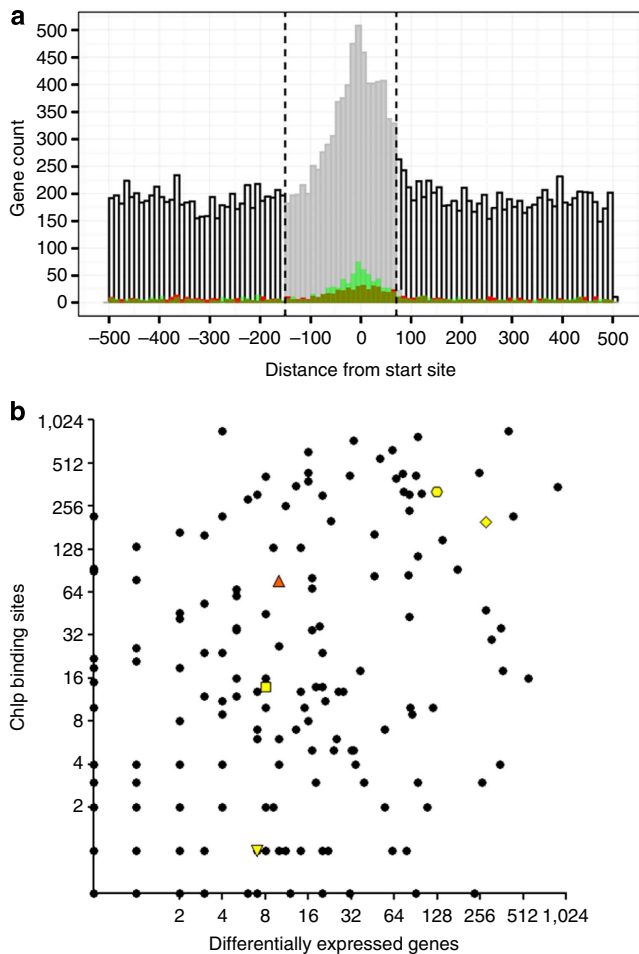 a
500
450
400
350
300
250
200
150
100
50
0
Gene count
−500 −400 −300 −200 −100 0 100 200 300 400 500
Distance from start site
b
1,024
512
256
128
64
32
16
8
4
2
ChIp binding sites
2 4 8 16 32 64 128 256 512 1,024
Differentially expressed genes